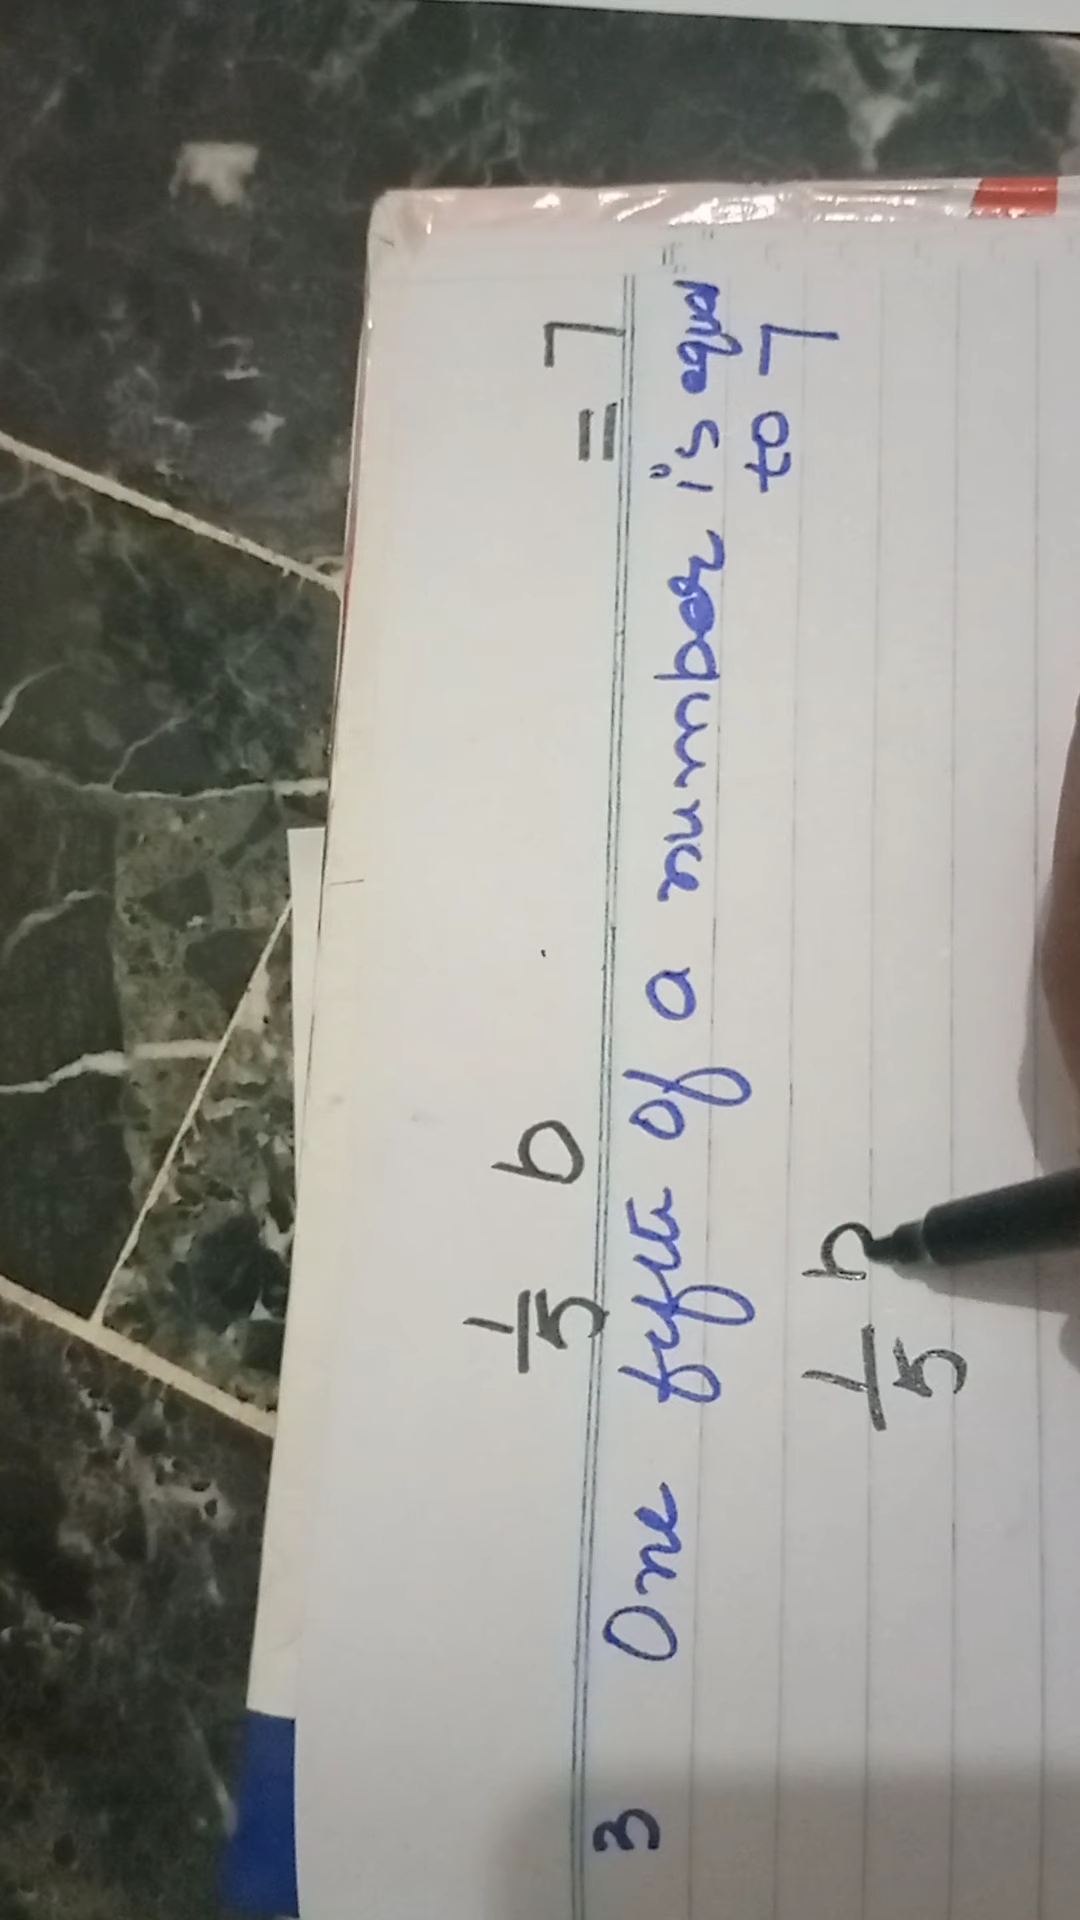 1/5 b = 7
3 One fifth of a number is equal
to 7
1/5 b